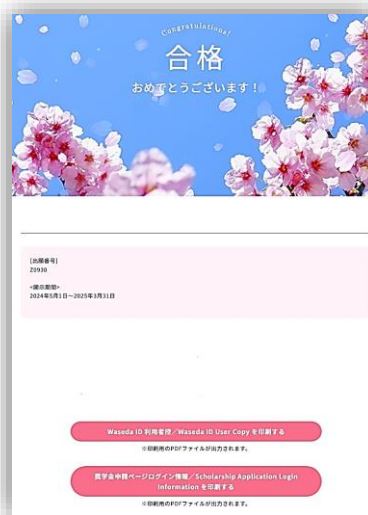 Congratulations!
合格
おめでとうございます!
[出願番号]
Z0930
<開示期間>
2024年5月1日～2025年3月31日
Waseda ID 利用者控／Waseda ID User Copy を印刷する
※印刷用のPDFファイルが出力されます。
奨学金申請ページログイン情報／Scholarship Application Login
Information を印刷する
※印刷用のPDFファイルが出力されます。